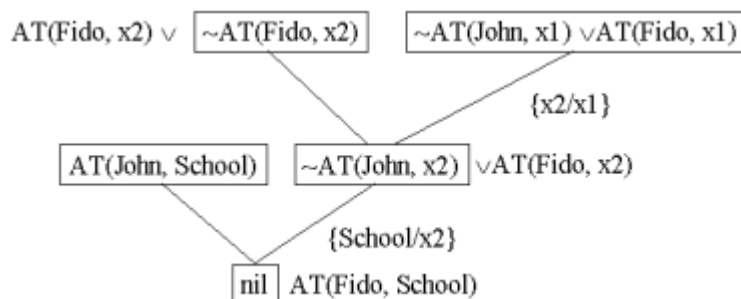 AT(Fido, x2) ∨ ~AT(Fido, x2) ~AT(John, x1) ∨AT(Fido, x1)
{x2/x1}
AT(John, School) ~AT(John, x2) ∨AT(Fido, x2)
{School/x2}
nil AT(Fido, School)